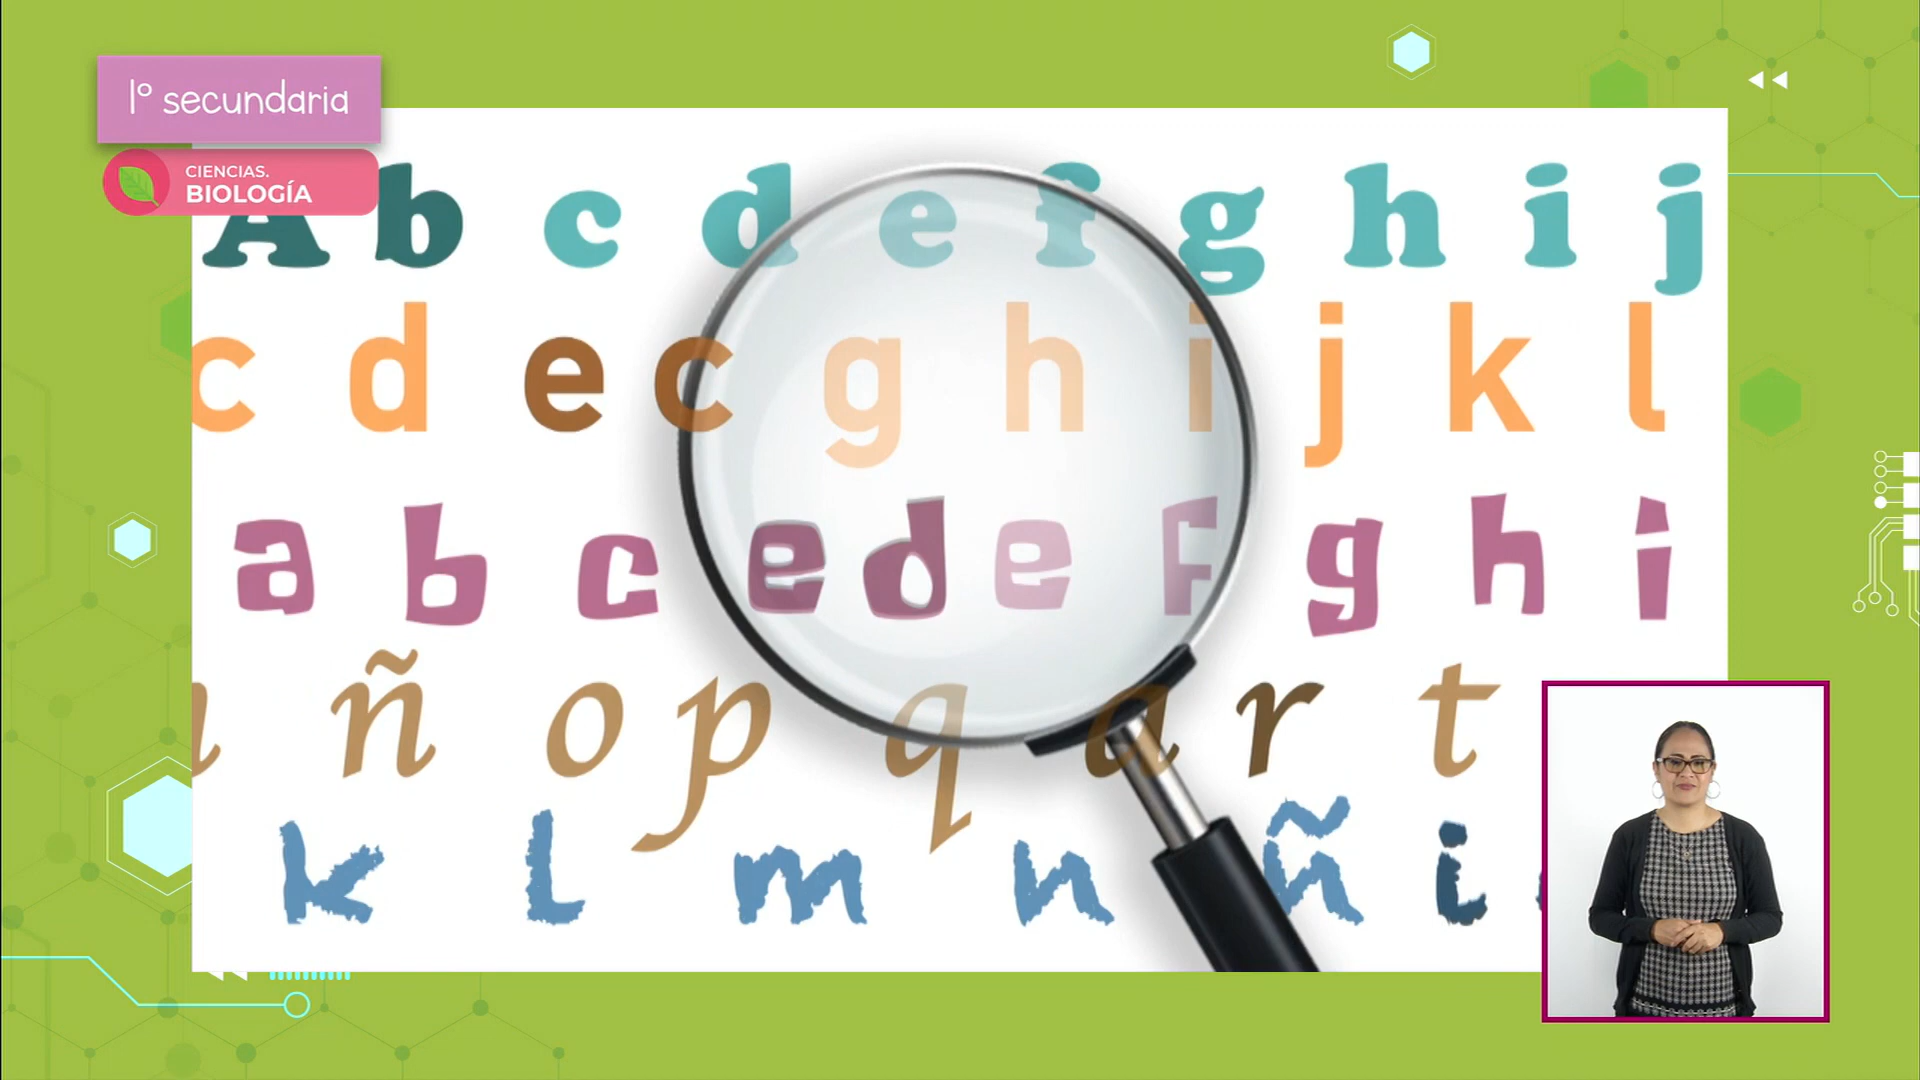 1° secundaria
CIENCIAS.
BIOLOGÍA
A b c d e f g h i j
c d e c g h i j k l
a b c e d e f g h i
ñ o p q a r t
k l m n ñ i